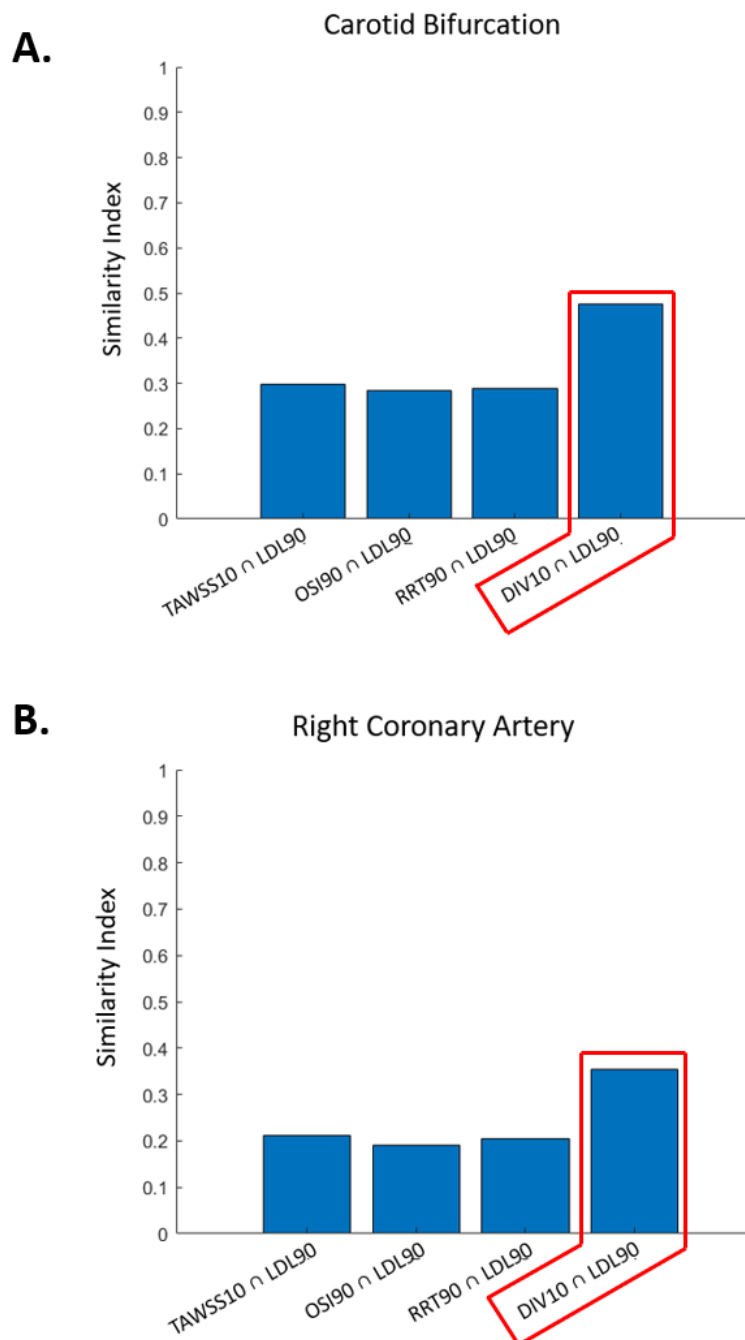 A.
Carotid Bifurcation
Similarity Index
1
0.9
0.8
0.7
0.6
0.5
0.4
0.3
0.2
0.1
0
TAWSS10 ∩ LDL90
OSI90 ∩ LDL90
RRT90 ∩ LDL90
DIV10 ∩ LDL90
B.
Right Coronary Artery
Similarity Index
1
0.9
0.8
0.7
0.6
0.5
0.4
0.3
0.2
0.1
0
TAWSS10 ∩ LDL90
OSI90 ∩ LDL90
RRT90 ∩ LDL90
DIV10 ∩ LDL90